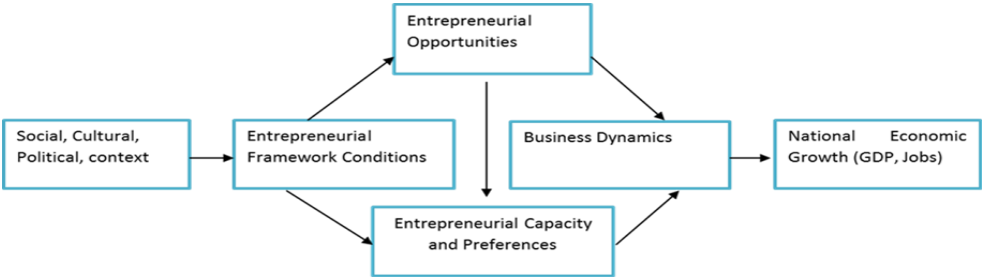 Entrepreneurial
Opportunities
Social, Cultural,
Political, context
Entrepreneurial
Framework Conditions
Business Dynamics
National Economic
Growth (GDP, Jobs)
Entrepreneurial Capacity
and Preferences